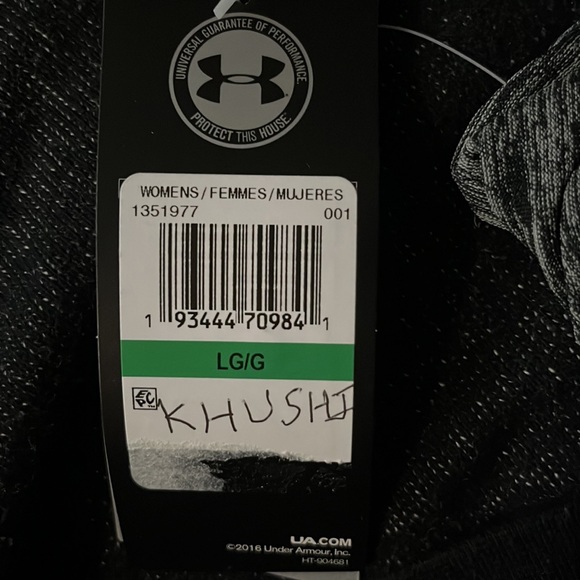 UNIVERSAL GUARANTEE OF PERFORMANCE.
PROTECT THIS HOUSE
WOMENS/FEMMES/MUJERES
1351977 001
1 93444 70984 1
LG/G
EPC
KHUSHI
UA.COM
©2016 Under Armour, Inc.
HT-904681